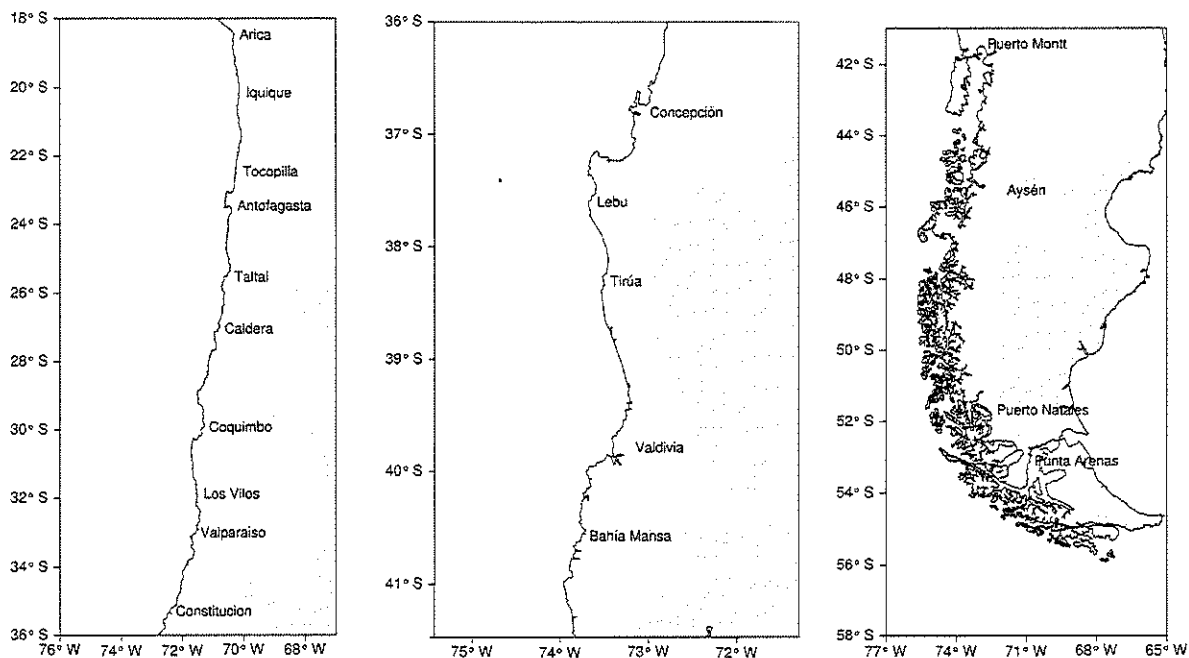 18° S
20° S
22° S
24° S
26° S
28° S
30° S
32° S
34° S
36° S
Arica
Iquique
Tocopilla
Antofagasta
Taltal
Caldera
Coquimbo
Los Vilos
Valparaiso
Constitucion
76° W
74° W
72° W
70° W
68° W
36° S
37° S
38° S
39° S
40° S
41° S
Concepción
Lebu
Tirúa
Valdivia
Bahía Mansa
75° W
74° W
73° W
72° W
42° S
44° S
46° S
48° S
50° S
52° S
54° S
56° S
58° S
Puerto Montt
Aysén
Puerto Natales
Punta Arenas
77° W
74° W
71° W
68° W
65° W